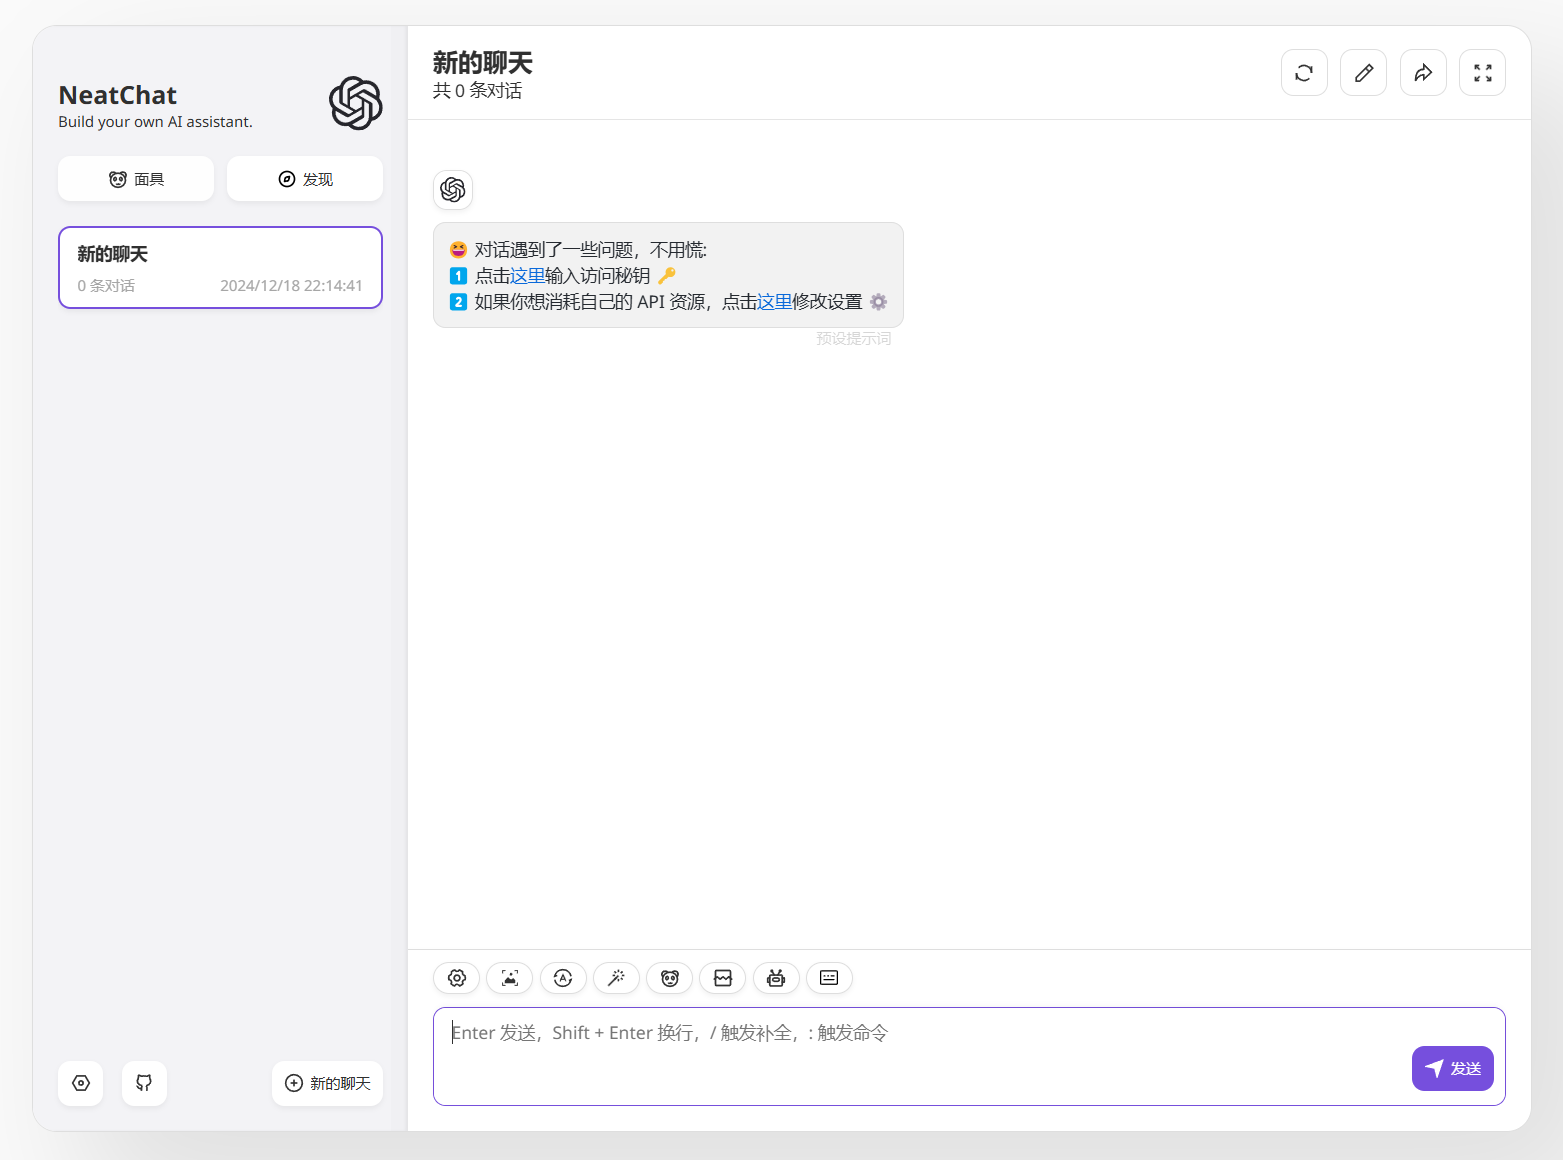 NeatChat
Build your own AI assistant.
面具
发现
新的聊天
0 条对话
2024/12/18 22:14:41
新的聊天
新的聊天
共 0 条对话
😆 对话遇到了一些问题，不用慌:
1️⃣ 点击这里输入访问秘钥 🔑
2️⃣ 如果你想消耗自己的 API 资源，点击这里修改设置 ⚙️
预设提示词
Enter 发送，Shift + Enter 换行，/ 触发补全，: 触发命令
发送